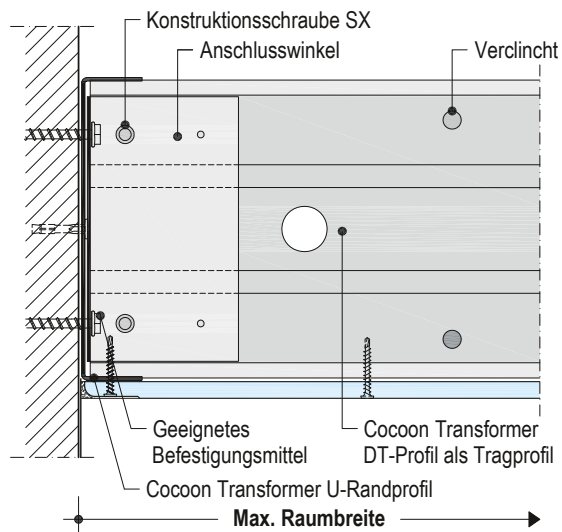 Konstruktionsschraube SX
Anschlusswinkel
Verclincht
Geeignetes
Befestigungsmittel
Cocoon Transformer
DT-Profil als Tragprofil
Cocoon Transformer U-Randprofil
Max. Raumbreite